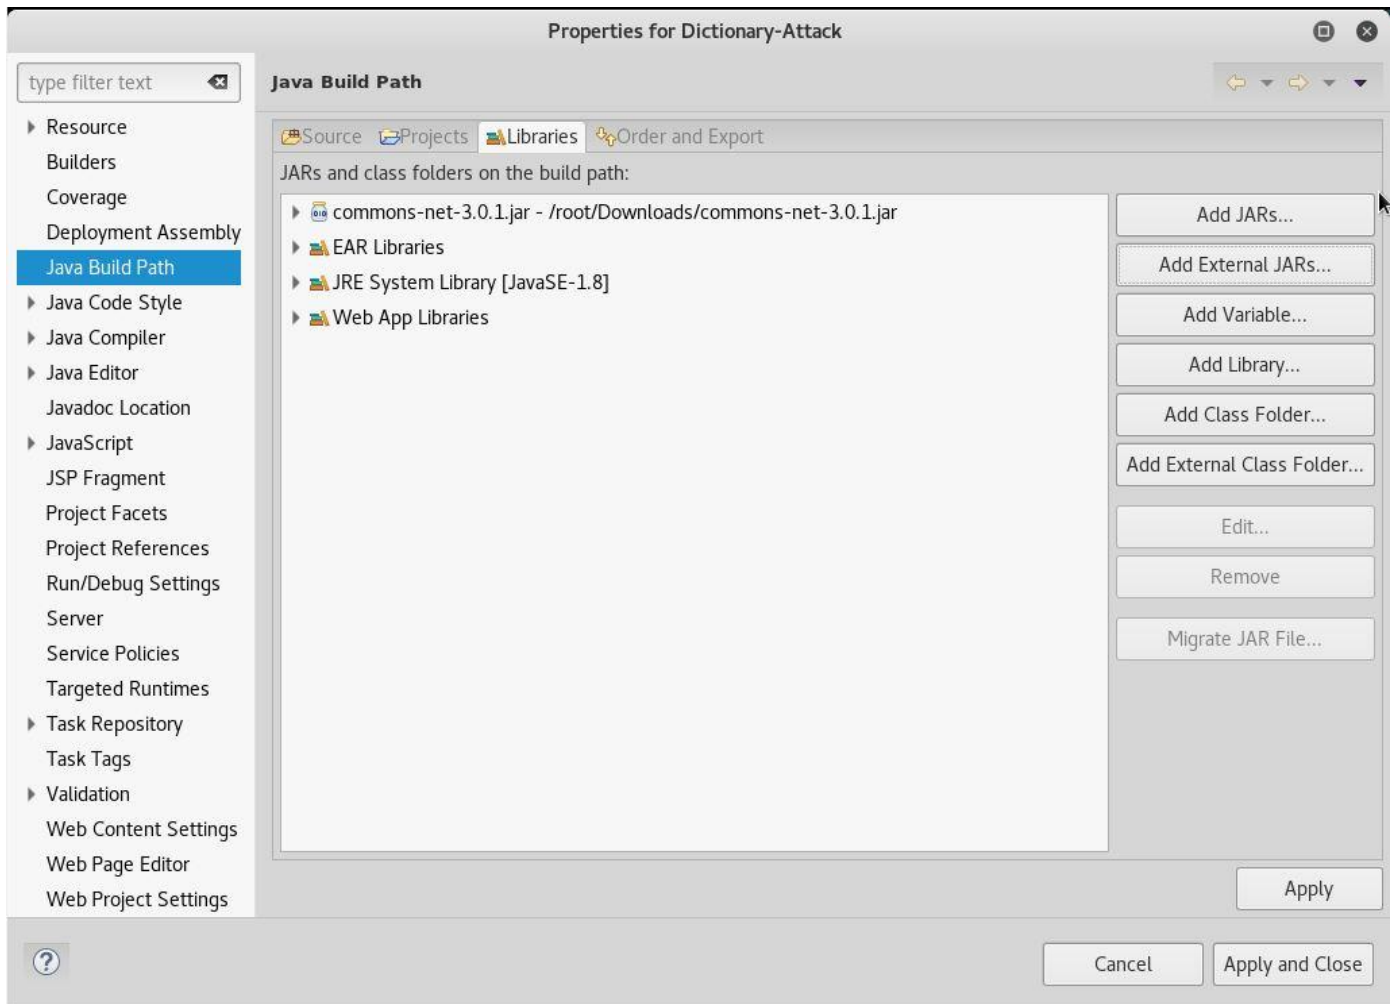 Properties for Dictionary-Attack
type filter text
Resource
Builders
Coverage
Deployment Assembly
Java Build Path
Java Code Style
Java Compiler
Java Editor
Javadoc Location
JavaScript
JSP Fragment
Project Facets
Project References
Run/Debug Settings
Server
Service Policies
Targeted Runtimes
Task Repository
Task Tags
Validation
Web Content Settings
Web Page Editor
Web Project Settings
Java Build Path
Source Projects Libraries Order and Export
JARs and class folders on the build path:
commons-net-3.0.1.jar - /root/Downloads/commons-net-3.0.1.jar
EAR Libraries
JRE System Library [JavaSE-1.8]
Web App Libraries
Add JARs...
Add External JARs...
Add Variable...
Add Library...
Add Class Folder...
Add External Class Folder...
Edit...
Remove
Migrate JAR File...
Apply
Cancel Apply and Close